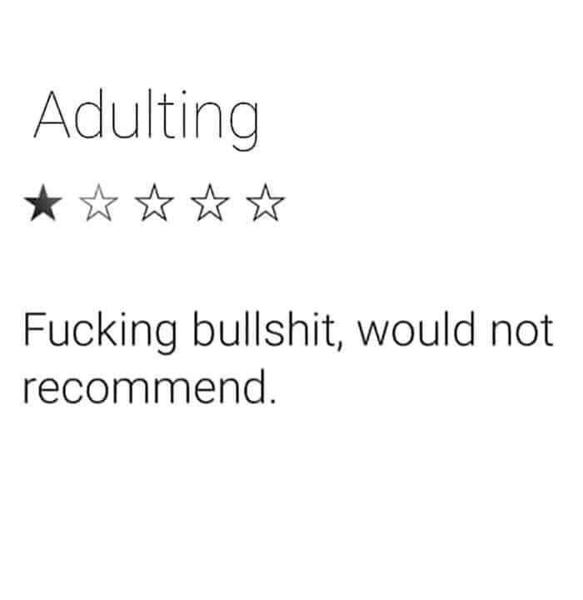 Adulting
★ ☆ ☆ ☆ ☆
Fucking bullshit, would not
recommend.